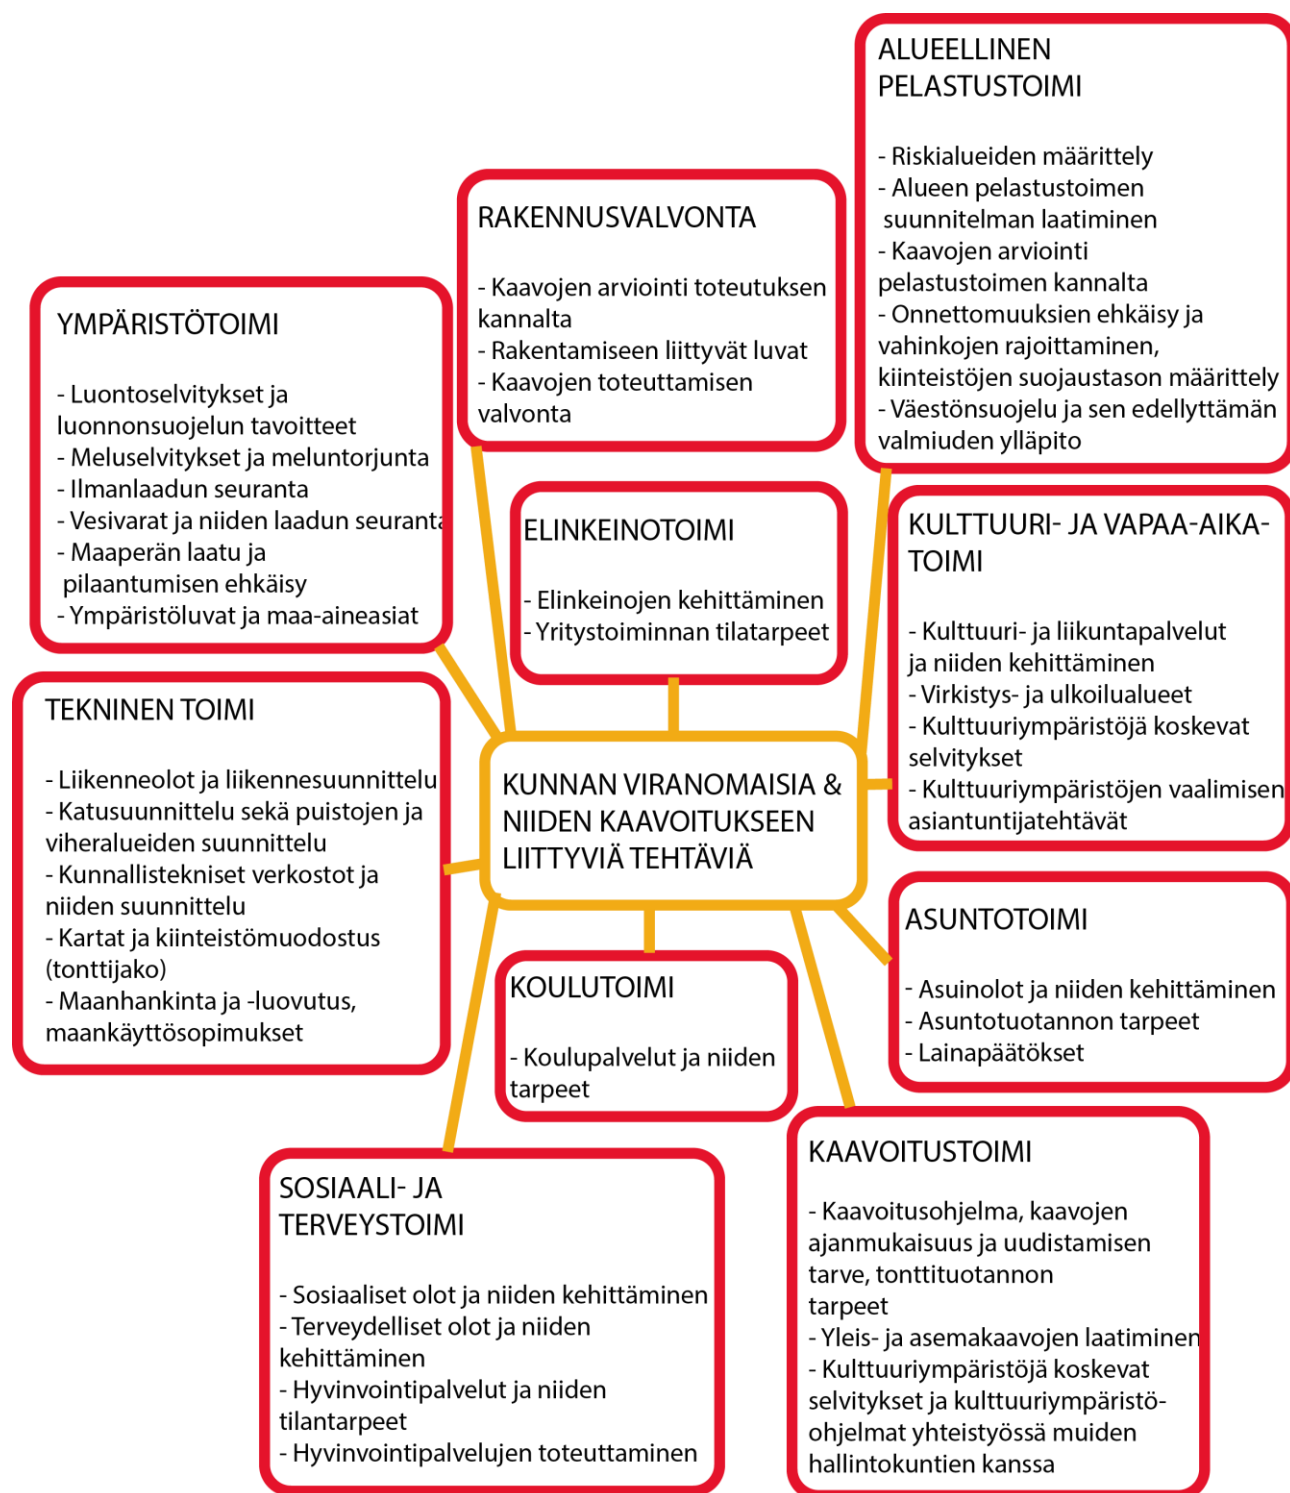 ALUEELLINEN
PELASTUSTOIMI
- Riskialueiden määrittely
- Alueen pelastustoimen
suunnitelman laatiminen
- Kaavojen arviointi
pelastustoimen kannalta
- Onnettomuuksien ehkäisy ja
vahinkojen rajoittaminen,
kiinteistöjen suojaustason määrittely
- Väestönsuojelu ja sen edellyttämän
valmiuden ylläpito
RAKENNUSVALVONTA
- Kaavojen arviointi toteutuksen
kannalta
- Rakentamiseen liittyvät luvat
- Kaavojen toteuttamisen
valvonta
YMPÄRISTÖTOIMI
- Luontoselvitykset ja
luonnonsuojelun tavoitteet
- Meluselvitykset ja meluntorjunta
- Ilmanlaadun seuranta
- Vesivarat ja niiden laadun seuranta
- Maaperän laatu ja
pilaantumisen ehkäisy
- Ympäristöluvat ja maa-aineasiat
ELINKEINOTOIMI
- Elinkeinojen kehittäminen
- Yritystoiminnan tilatarpeet
KULTTUURI- JA VAPAA-AIKA-
TOIMI
- Kulttuuri- ja liikuntapalvelut
ja niiden kehittäminen
- Virkistys- ja ulkoilualueet
- Kulttuuriympäristöjä koskevat
selvitykset
- Kulttuuriympäristöjen vaalimisen
asiantuntijatehtävät
TEKNINEN TOIMI
- Liikenneolot ja liikennesuunnittelu
- Katusuunnittelu sekä puistojen ja
viheralueiden suunnittelu
- Kunnallistekniset verkostot ja
niiden suunnittelu
- Kartat ja kiinteistömuodostus
(tonttijako)
- Maanhankinta ja -luovutus,
maankäyttösopimukset
KUNNAN VIRANOMAISIA &
NIIDEN KAAVOITUKSEEN
LIITTYVIÄ TEHTÄVIÄ
ASUNTOTOIMI
- Asuinolot ja niiden kehittäminen
- Asuntotuotannon tarpeet
- Lainapäätökset
KOULUTOIMI
- Koulupalvelut ja niiden
tarpeet
SOSIAALI- JA
TERVEYSTOIMI
- Sosiaaliset olot ja niiden kehittäminen
- Terveydelliset olot ja niiden
kehittäminen
- Hyvinvointipalvelut ja niiden
tilantarpeet
- Hyvinvointipalvelujen toteuttaminen
KAAVOITUSTOIMI
- Kaavoitusohjelma, kaavojen
ajanmukaisuus ja uudistamisen
tarve, tonttituotannon
tarpeet
- Yleis- ja asemakaavojen laatiminen
- Kulttuuriympäristöjä koskevat
selvitykset ja kulttuuriympäristö-
ohjelmat yhteistyössä muiden
hallintokuntien kanssa